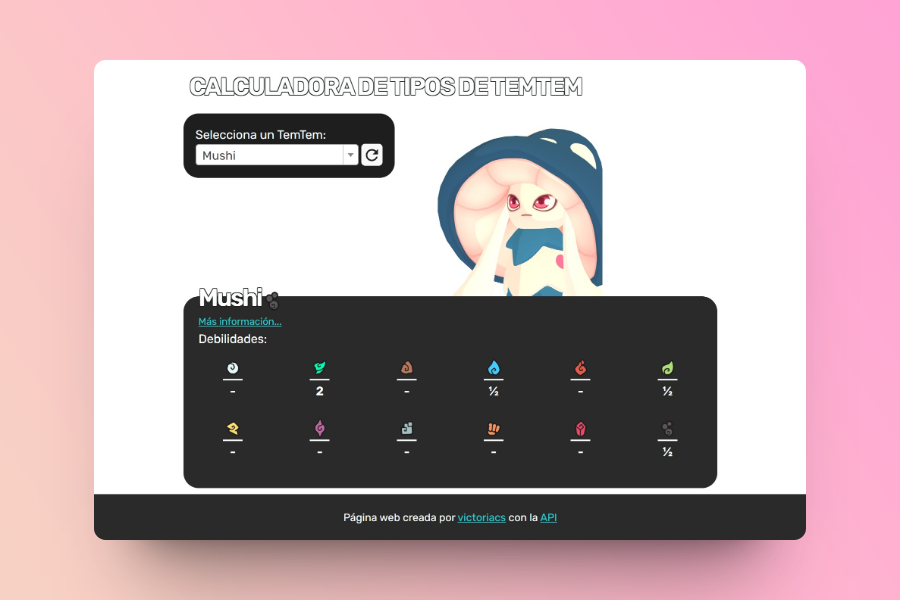 CALCULADORA DE TIPOS DE TEMTEM
Selecciona un TemTem:
Mushi
Mushi
Más información...
Debilidades:
- 2 - ½ - ½
- - - - - ½
Página web creada por victoriacs con la API